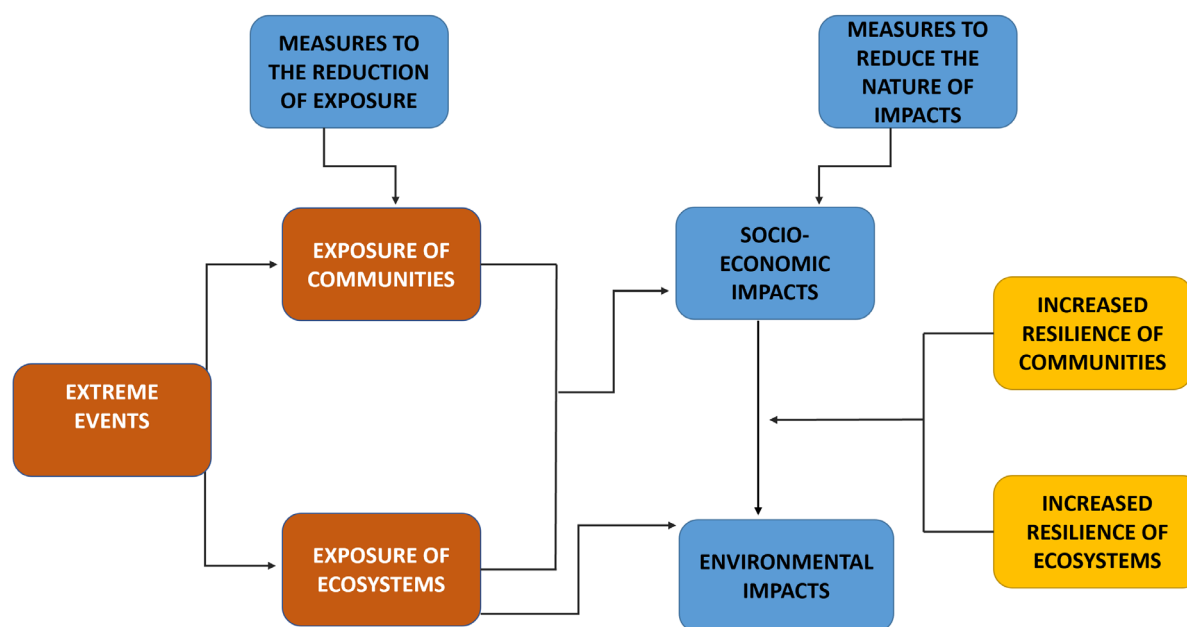 MEASURES TO
THE REDUCTION
OF EXPOSURE
MEASURES TO
REDUCE THE
NATURE OF
IMPACTS
EXPOSURE OF
COMMUNITIES
SOCIO-
ECONOMIC
IMPACTS
INCREASED
RESILIENCE OF
COMMUNITIES
EXTREME
EVENTS
EXPOSURE OF
ECOSYSTEMS
ENVIRONMENTAL
IMPACTS
INCREASED
RESILIENCE OF
ECOSYSTEMS